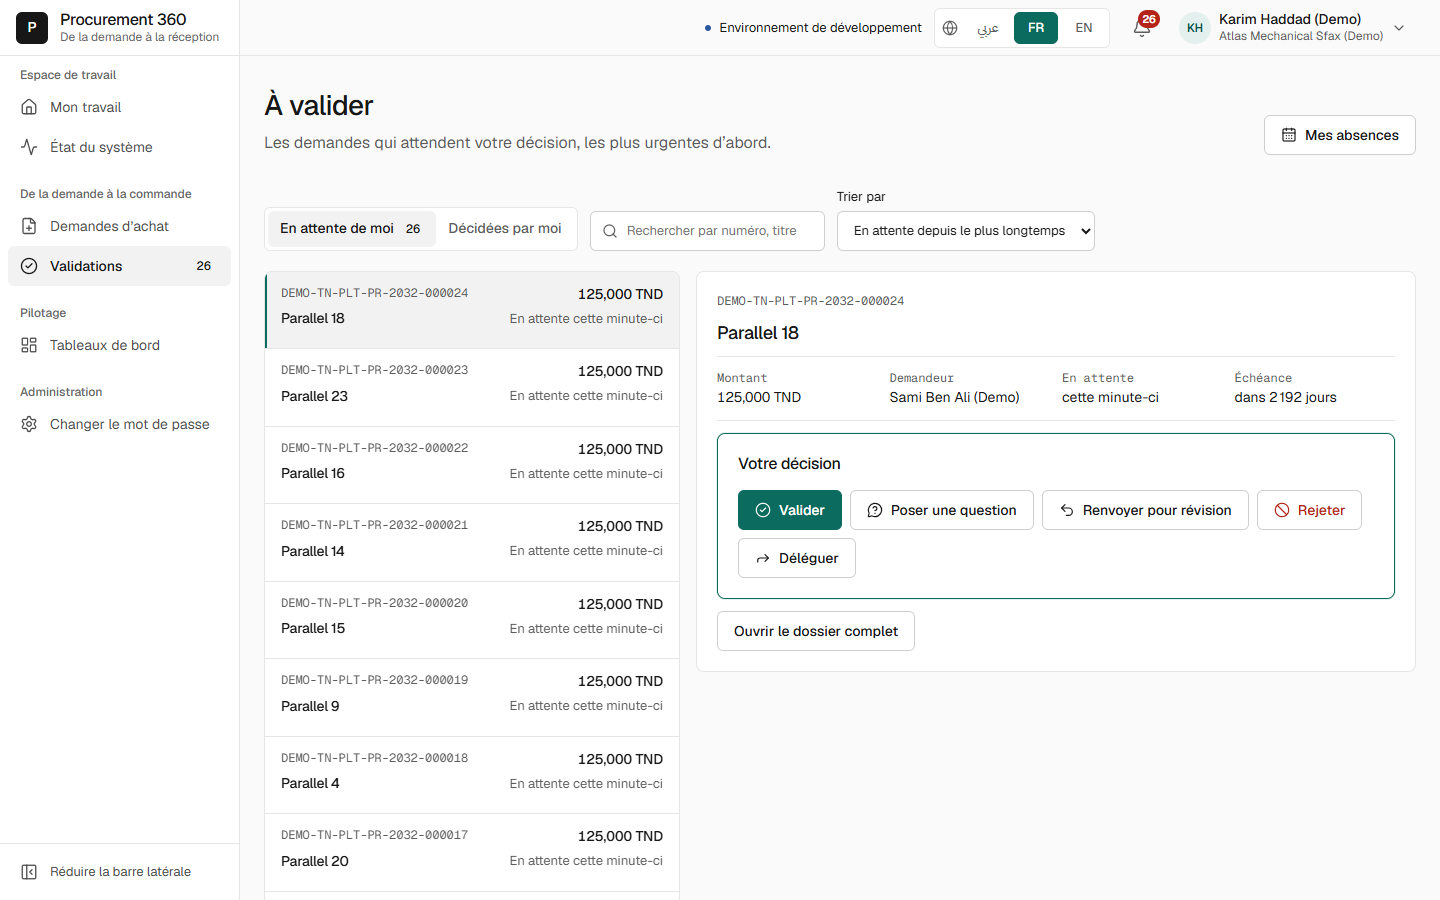 P
Procurement 360
De la demande à la réception
Environnement de développement
عربي
FR
EN
26
KH
Karim Haddad (Demo)
Atlas Mechanical Sfax (Demo)
Espace de travail
Mon travail
État du système
De la demande à la commande
Demandes d'achat
Validations 26
Pilotage
Tableaux de bord
Administration
Changer le mot de passe
Réduire la barre latérale
À valider
Les demandes qui attendent votre décision, les plus urgentes d’abord.
Mes absences
En attente de moi 26
Décidées par moi
Rechercher par numéro, titre
Trier par
En attente depuis le plus longtemps
DEMO-TN-PLT-PR-2032-000024 125,000 TND
Parallel 18 En attente cette minute-ci
DEMO-TN-PLT-PR-2032-000023 125,000 TND
Parallel 23 En attente cette minute-ci
DEMO-TN-PLT-PR-2032-000022 125,000 TND
Parallel 16 En attente cette minute-ci
DEMO-TN-PLT-PR-2032-000021 125,000 TND
Parallel 14 En attente cette minute-ci
DEMO-TN-PLT-PR-2032-000020 125,000 TND
Parallel 15 En attente cette minute-ci
DEMO-TN-PLT-PR-2032-000019 125,000 TND
Parallel 9 En attente cette minute-ci
DEMO-TN-PLT-PR-2032-000018 125,000 TND
Parallel 4 En attente cette minute-ci
DEMO-TN-PLT-PR-2032-000017 125,000 TND
Parallel 20 En attente cette minute-ci
DEMO-TN-PLT-PR-2032-000024
Parallel 18
Montant Demandeur En attente Échéance
125,000 TND Sami Ben Ali (Demo) cette minute-ci dans 2 192 jours
Votre décision
Valider
Poser une question
Renvoyer pour révision
Rejeter
Déléguer
Ouvrir le dossier complet